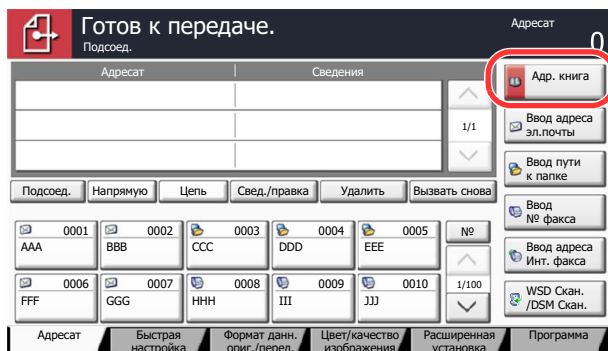 Готов к передаче.
Подсоед.
Адресат
0
Адресат
Сведения
1/1
Адр. книга
Ввод адреса
эл.почты
Ввод пути
к папке
Ввод
№ факса
Ввод адреса
Инт. факса
WSD Скан.
/DSM Скан.
Подсоед.
Напрямую
Цепь
Свед./правка
Удалить
Вызвать снова
0001
AAA
0002
BBB
0003
CCC
0004
DDD
0005
EEE
№
0006
FFF
0007
GGG
0008
HHH
0009
III
0010
JJJ
1/100
Адресат
Быстрая
настройка
Формат данн.
ориг./перед.
Цвет/качество
изображения
Расширенная
установка
Программа